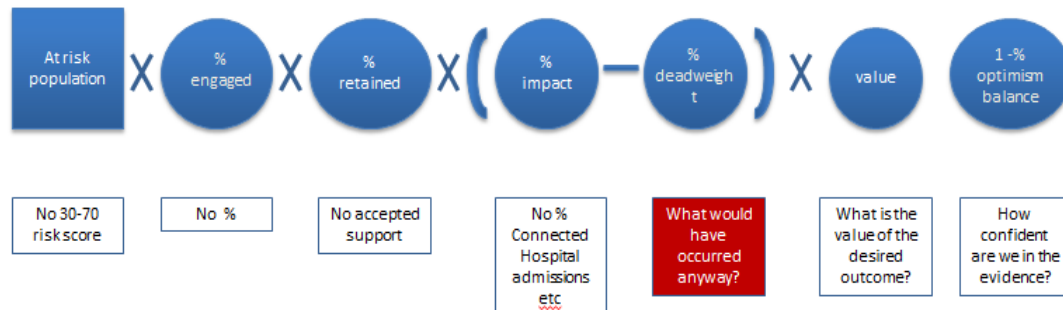 At risk
population
X
%
engaged
X
%
retained
X
(
%
impact
–
%
deadweigh
t
)
X
value
1 -%
optimism
balance
No 30-70
risk score
No %
No accepted
support
No %
Connected
Hospital
admissions
etc
What would
have
occurred
anyway?
What is the
value of the
desired
outcome?
How
confident
are we in the
evidence?